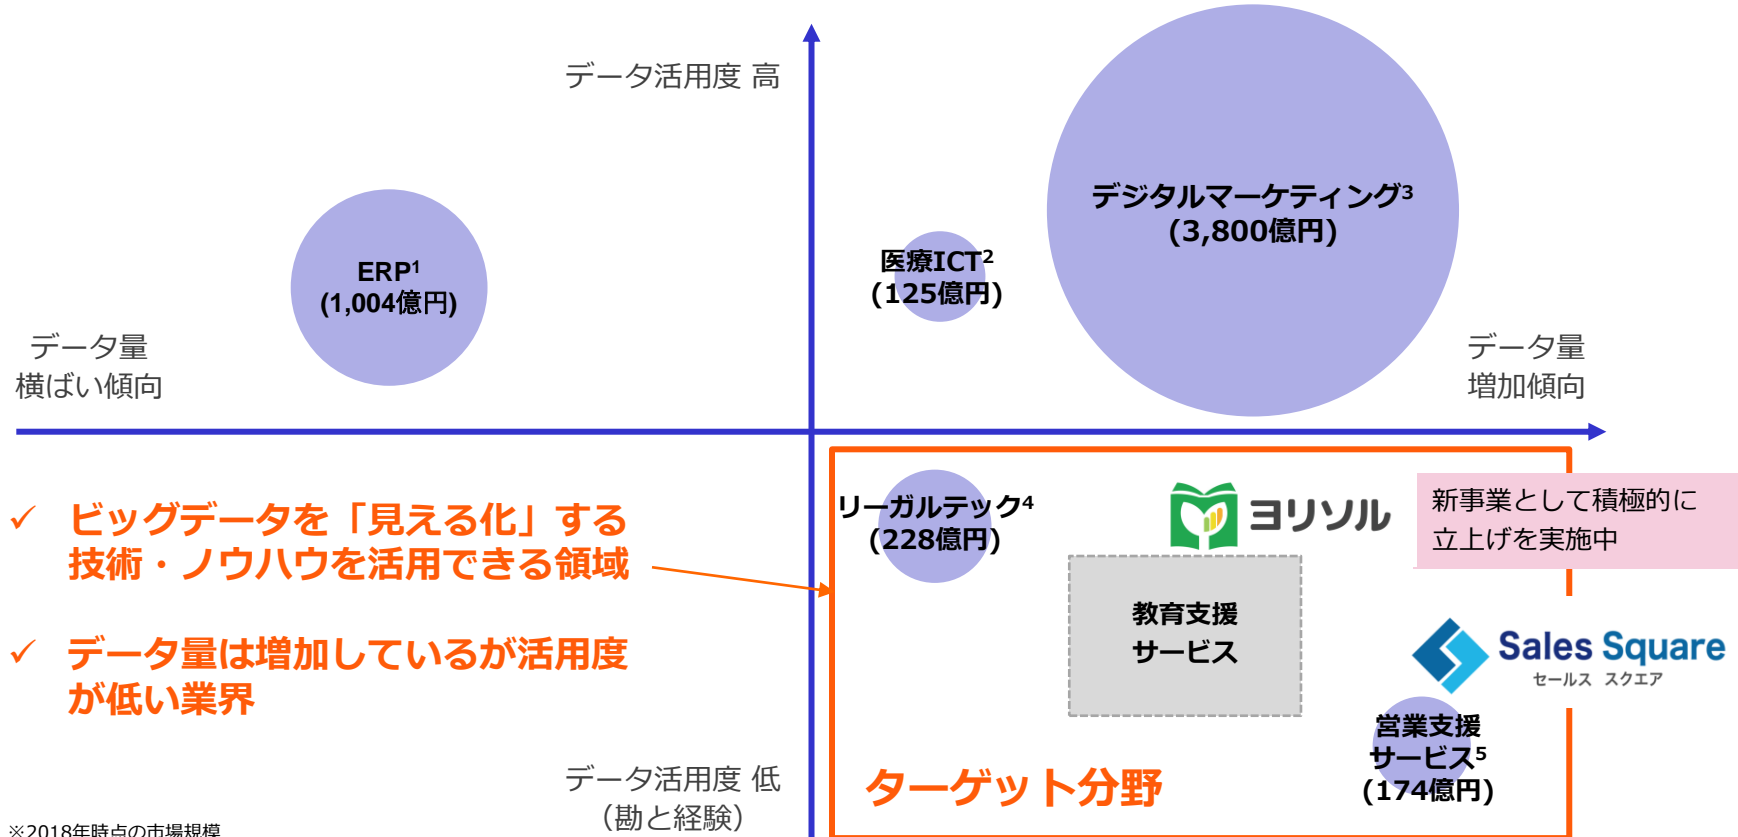 データ活用度 高
デジタルマーケティング3
(3,800億円)
ERP1
(1,004億円)
医療ICT2
(125億円)
データ量
横ばい傾向
データ量
増加傾向
✓ ビッグデータを「見える化」する
技術・ノウハウを活用できる領域
✓ データ量は増加しているが活用度
が低い業界
リーガルテック4
(228億円)
ヨリソル
新事業として積極的に
立上げを実施中
教育支援
サービス
Sales Square
セールス スクエア
営業支援
サービス5
(174億円)
ターゲット分野
データ活用度 低
（勘と経験）
※2018年時点の市場規模